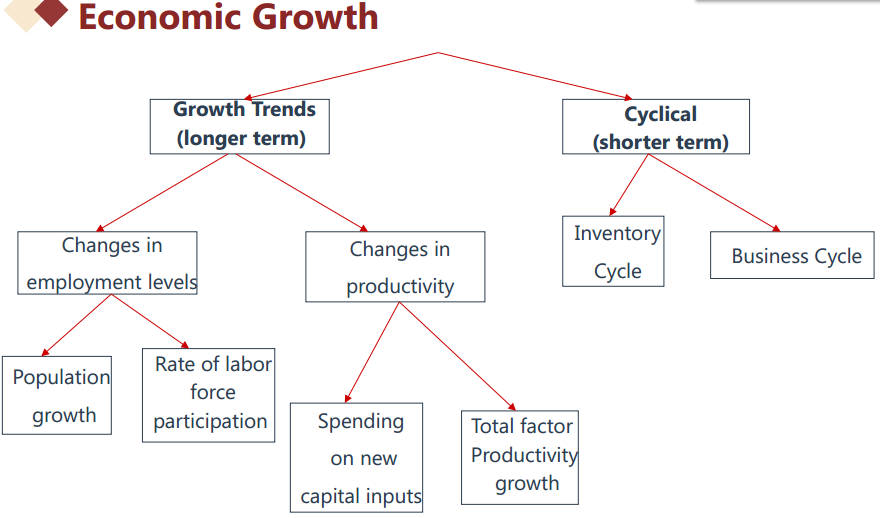 Economic Growth
Growth Trends
(longer term)
Cyclical
(shorter term)
Changes in
employment levels
Changes in
productivity
Inventory
Cycle
Business Cycle
Population
growth
Rate of labor
force
participation
Spending
on new
capital inputs
Total factor
Productivity
growth